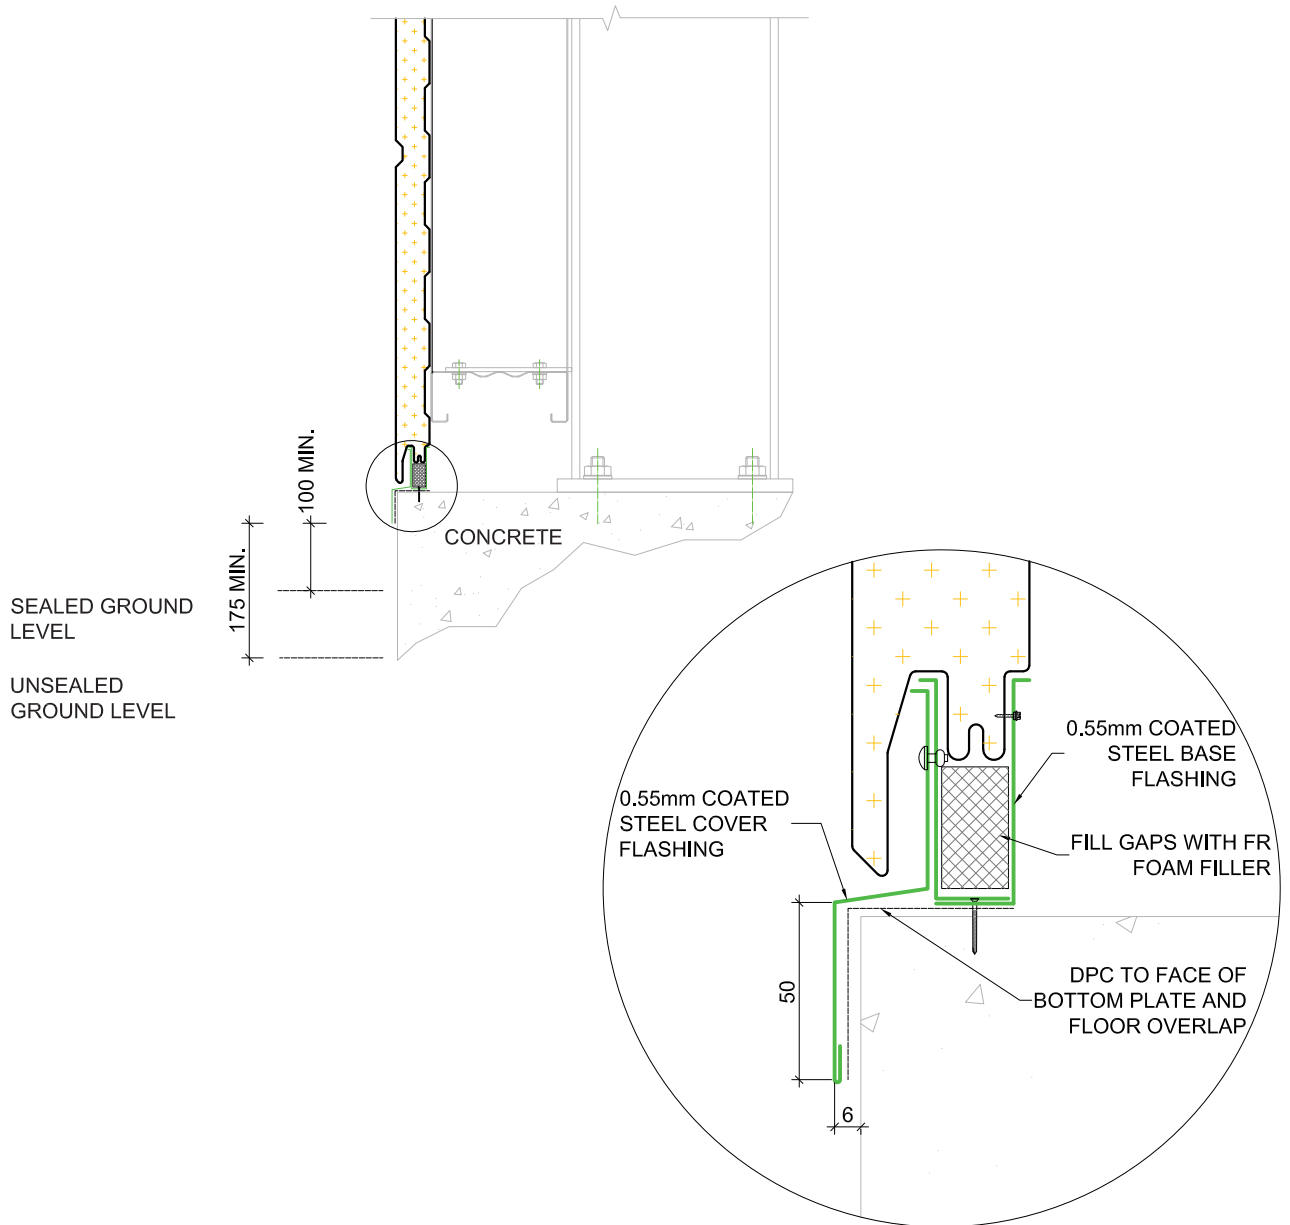 100 MIN.
175 MIN.
CONCRETE
SEALED GROUND
LEVEL
UNSEALED
GROUND LEVEL
0.55mm COATED
STEEL BASE
FLASHING
0.55mm COATED
STEEL COVER
FLASHING
FILL GAPS WITH FR
FOAM FILLER
DPC TO FACE OF
BOTTOM PLATE AND
FLOOR OVERLAP
50
6